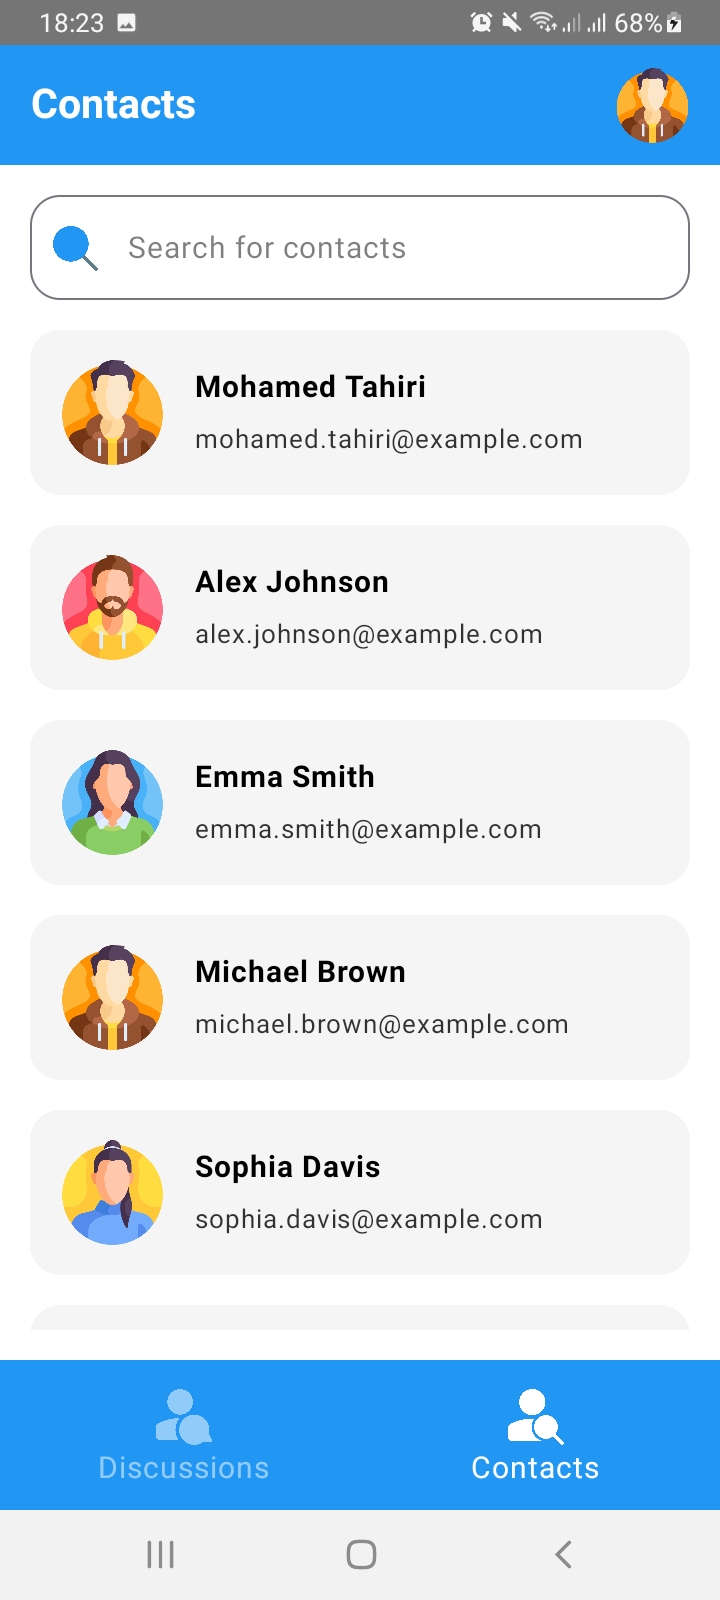 18:23
68%
Contacts
Search for contacts
Mohamed Tahiri
mohamed.tahiri@example.com
Alex Johnson
alex.johnson@example.com
Emma Smith
emma.smith@example.com
Michael Brown
michael.brown@example.com
Sophia Davis
sophia.davis@example.com
Discussions
Contacts